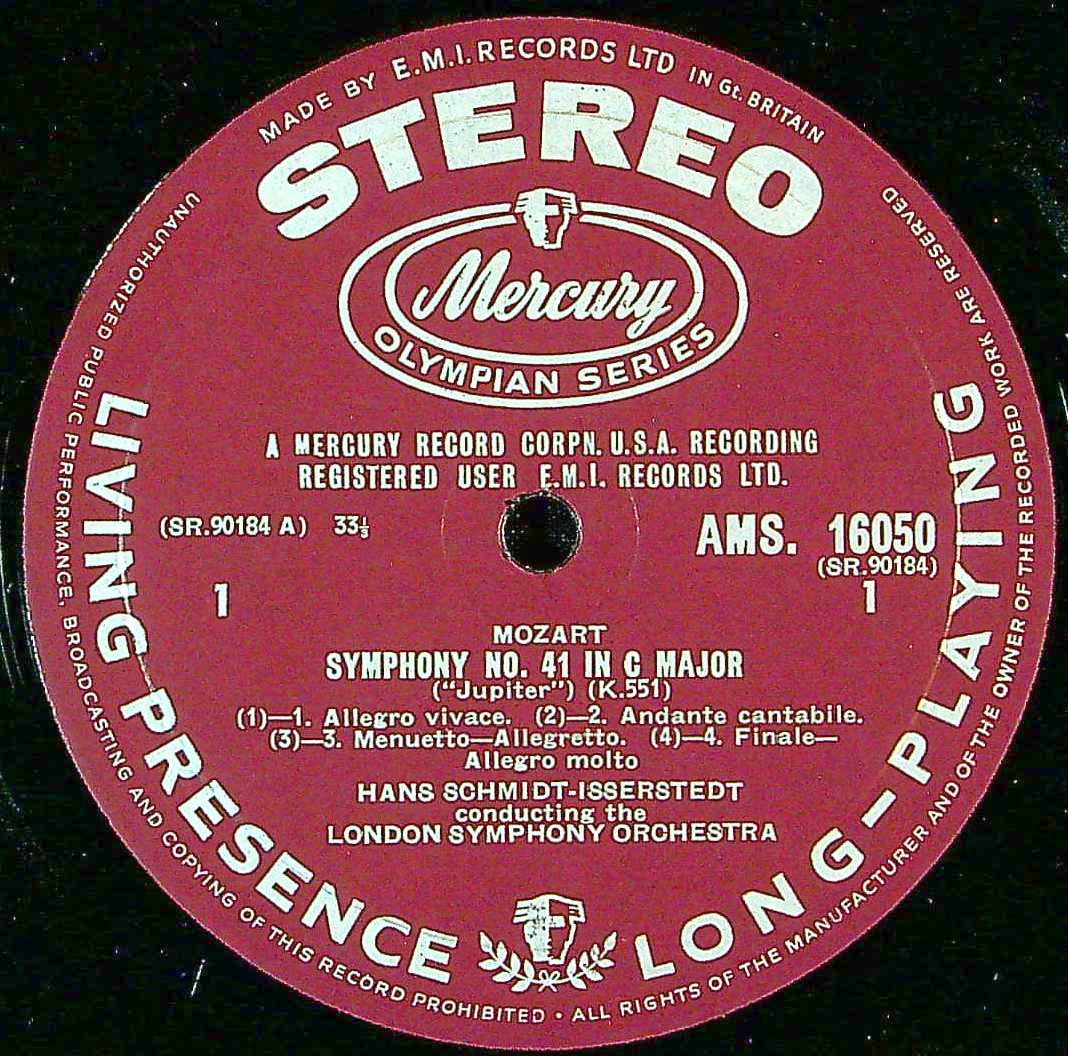 MADE BY E.M.I. RECORDS LTD IN Gt. BRITAIN
STEREO
Mercury
OLYMPIAN SERIES
A MERCURY RECORD CORPN. U.S.A. RECORDING
REGISTERED USER E.M.I. RECORDS LTD.
(SR.90184 A) 33⅓
AMS. 16050
(SR.90184)
1
1
MOZART
SYMPHONY NO. 41 IN C MAJOR
("Jupiter") (K.551)
(1)—1. Allegro vivace. (2)—2. Andante cantabile.
(3)—3. Menuetto—Allegretto. (4)—4. Finale—
Allegro molto
HANS SCHMIDT-ISSERSTEDT
conducting the
LONDON SYMPHONY ORCHESTRA
LIVING PRESENCE LONG-PLAYING
UNAUTHORIZED PUBLIC PERFORMANCE, BROADCASTING AND COPYING OF THIS RECORD PROHIBITED • ALL RIGHTS OF THE MANUFACTURER AND OF THE OWNER OF THE RECORDED WORK ARE RESERVED